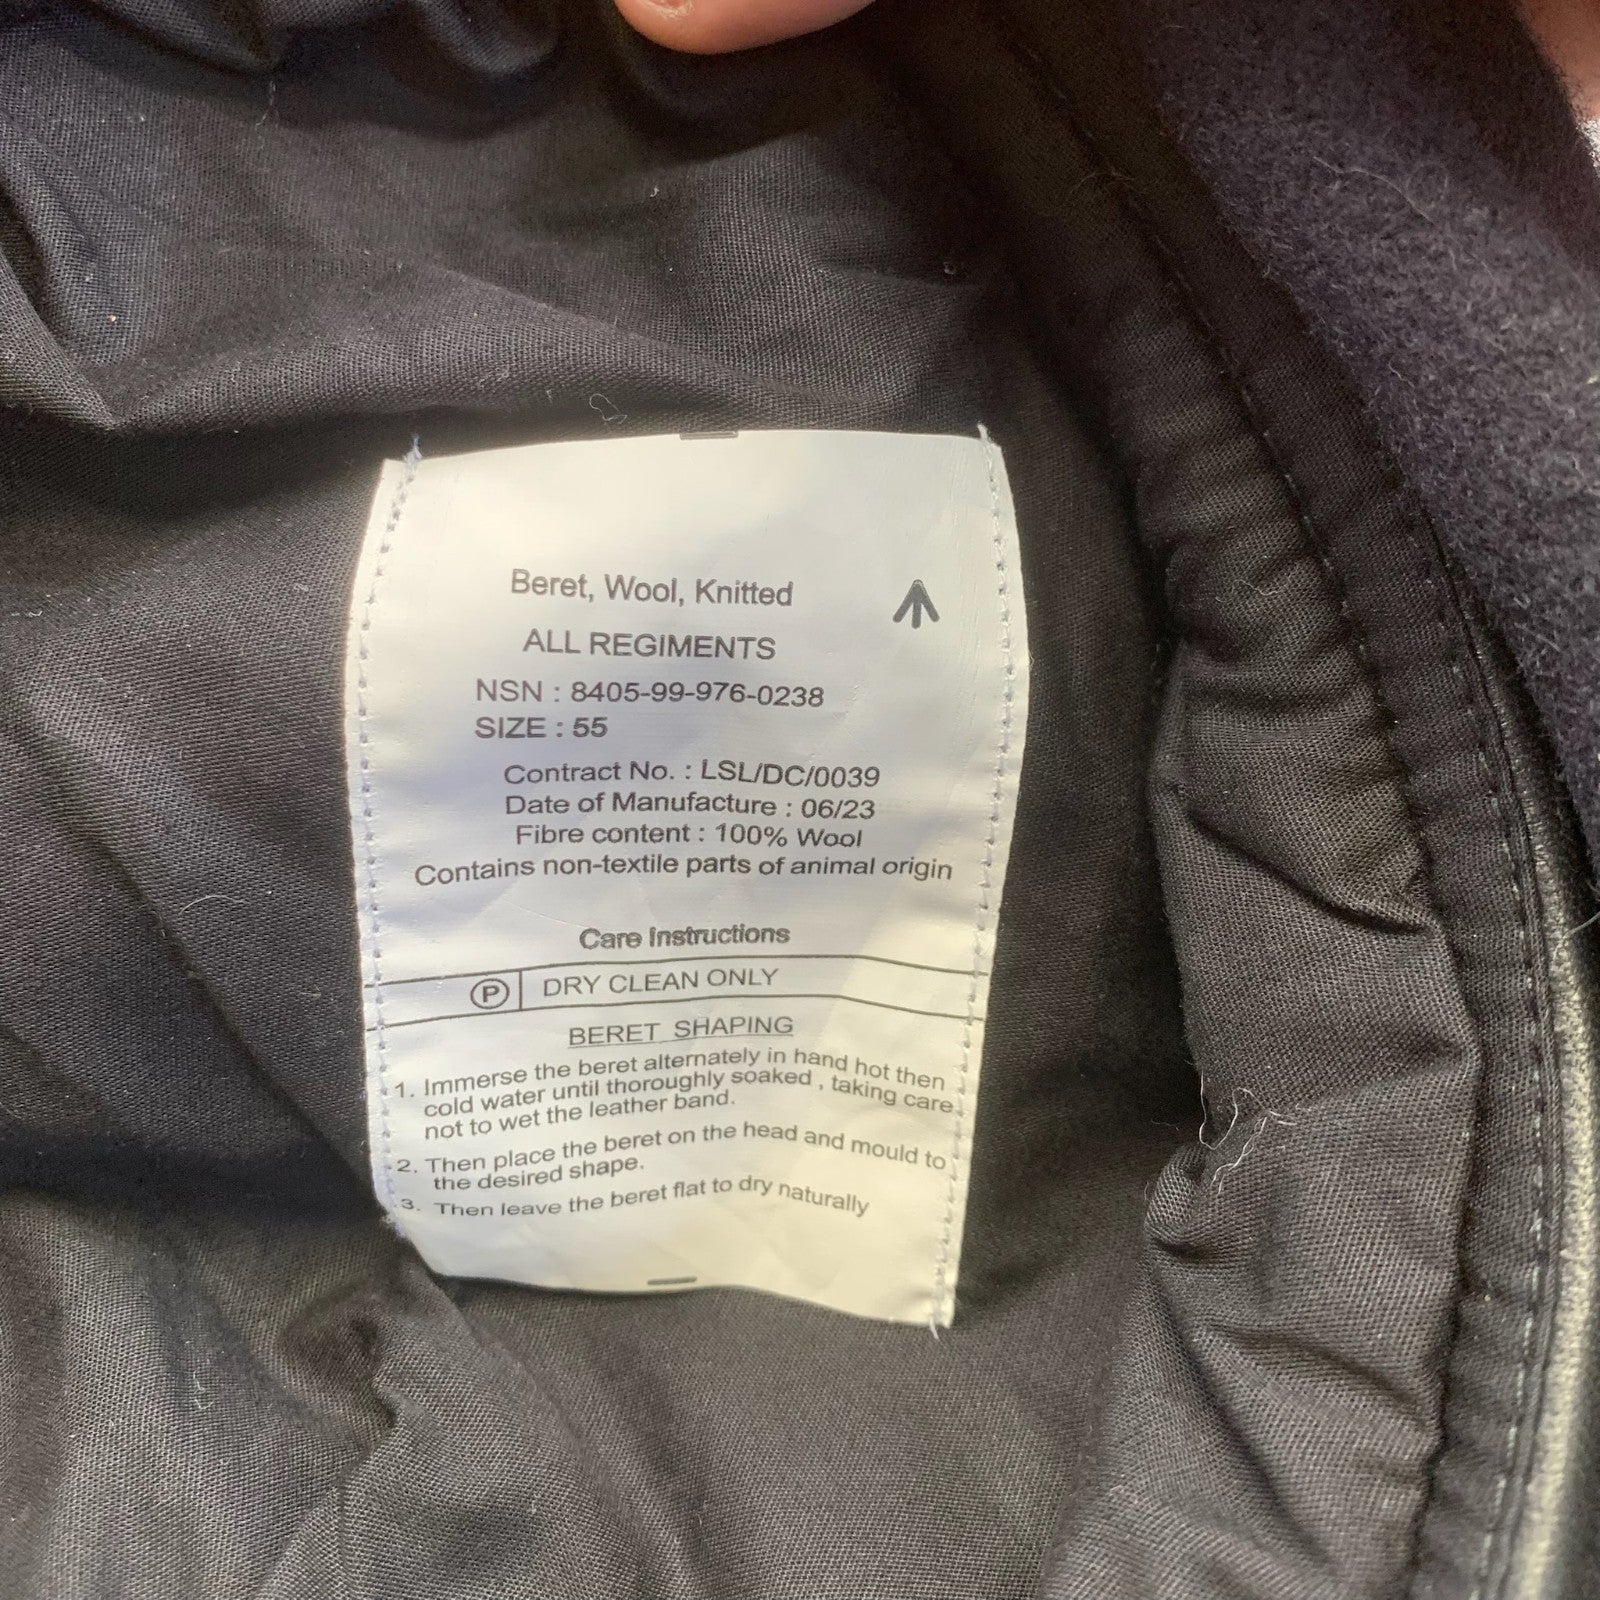 Beret, Wool, Knitted
ALL REGIMENTS
NSN : 8405-99-976-0238
SIZE : 55
Contract No. : LSL/DC/0039
Date of Manufacture : 06/23
Fibre content : 100% Wool
Contains non-textile parts of animal origin
Care Instructions
P DRY CLEAN ONLY
BERET SHAPING
1. Immerse the beret alternately in hand hot then
cold water until thoroughly soaked , taking care
not to wet the leather band.
2. Then place the beret on the head and mould to
the desired shape.
3. Then leave the beret flat to dry naturally